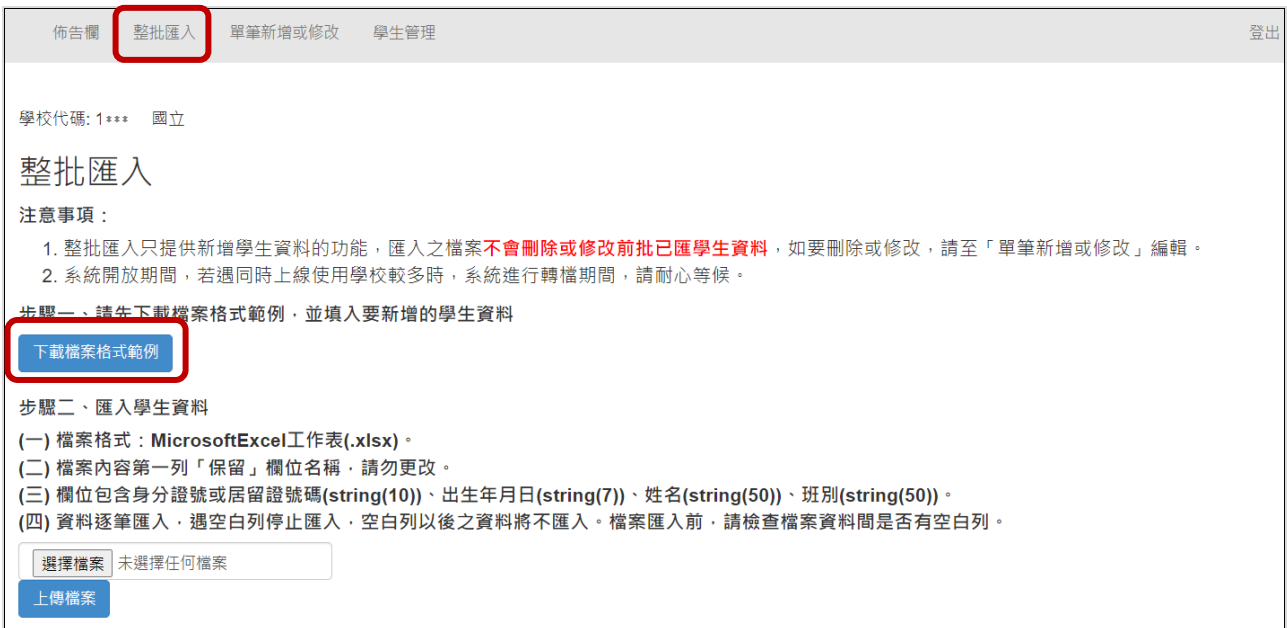 佈告欄 整批匯入 單筆新增或修改 學生管理 登出
學校代碼: 1*** 國立
整批匯入
注意事項：
1. 整批匯入只提供新增學生資料的功能，匯入之檔案不會刪除或修改前批已匯學生資料，如要刪除或修改，請至「單筆新增或修改」編輯。
2. 系統開放期間，若遇同時上線使用學校較多時，系統進行轉檔期間，請耐心等候。
步驟一、請先下載檔案格式範例，並填入要新增的學生資料
下載檔案格式範例
步驟二、匯入學生資料
(一) 檔案格式：MicrosoftExcel工作表(.xlsx)。
(二) 檔案內容第一列「保留」欄位名稱，請勿更改。
(三) 欄位包含身分證號或居留證號碼(string(10))、出生年月日(string(7))、姓名(string(50))、班別(string(50))。
(四) 資料逐筆匯入，遇空白列停止匯入，空白列以後之資料將不匯入。檔案匯入前，請檢查檔案資料間是否有空白列。
選擇檔案 未選擇任何檔案
上傳檔案